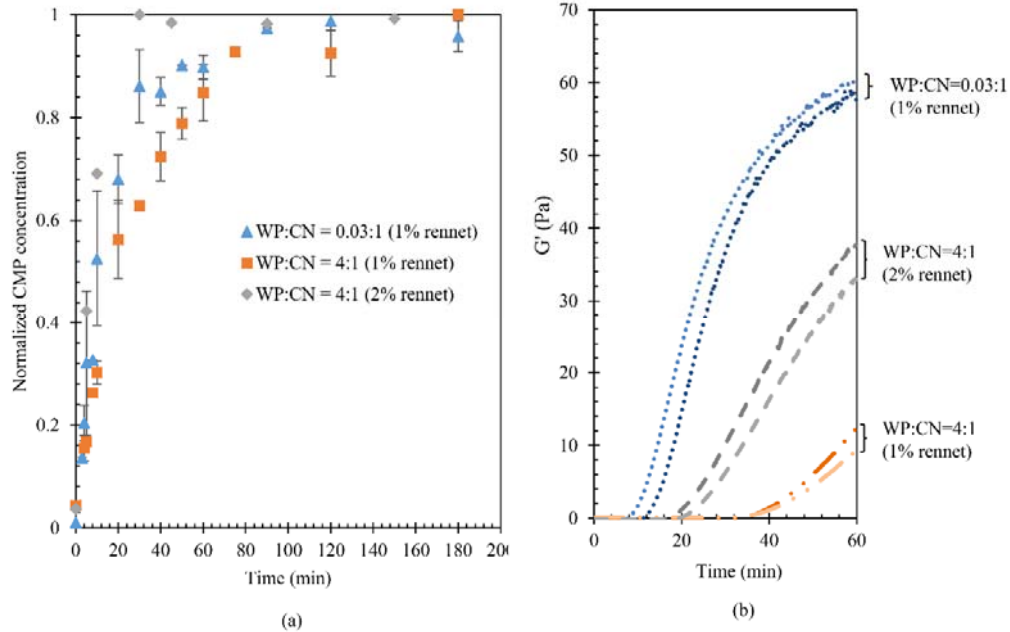 1
0.8
0.6
0.4
0.2
0
Normalized CMP concentration
WP:CN = 0.03:1 (1% rennet)
WP:CN = 4:1 (1% rennet)
WP:CN = 4:1 (2% rennet)
0 20 40 60 80 100 120 140 160 180 200
Time (min)
(a)
70
60
50
40
30
20
10
0
G' (Pa)
WP:CN=0.03:1
(1% rennet)
WP:CN=4:1
(2% rennet)
WP:CN=4:1
(1% rennet)
0 20 40 60
Time (min)
(b)